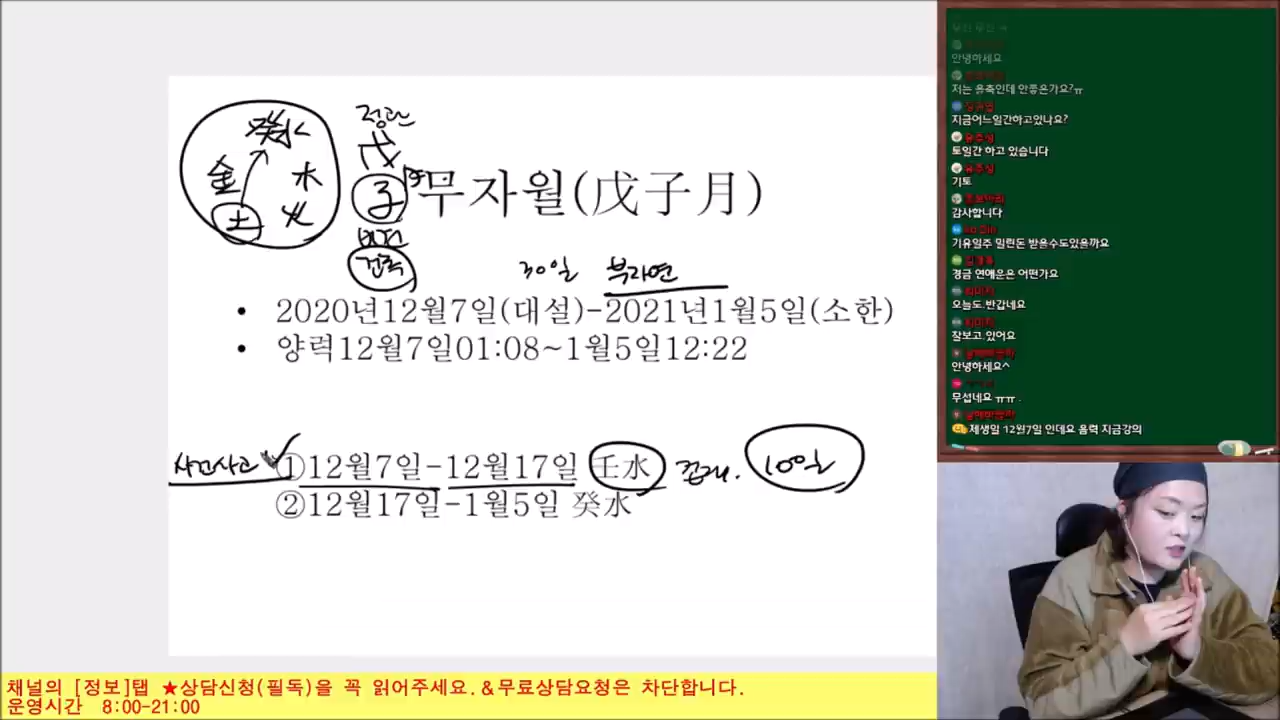 癸水
金
木
土
火
정관
戊
子
무자월(戊子月)
비견
건록
30일
• 2020년12월7일(대설)-2021년1월5일(소한)
• 양력12월7일01:08~1월5일12:22
①12월7일-12월17일 壬水
겁재.
10일
②12월17일-1월5일 癸水
안녕하세요
저는 을축인데 안좋은가요?ㅠ
지금어느일간하고있나요?
토일간 하고 있습니다
기토
감사합니다
기유일주 밀린돈 받을수도있을까요
경금 연애운은 어떤가요
오늘도.반갑네요
잘보고.있어요
안녕하세요^
무섭네요 ㅠㅠ .
제생일 12월7일 인데요 음력 지금강의
채널의 [정보]탭 ★상담신청(필독)을 꼭 읽어주세요.&무료상담요청은 차단합니다.
운영시간 8:00-21:00